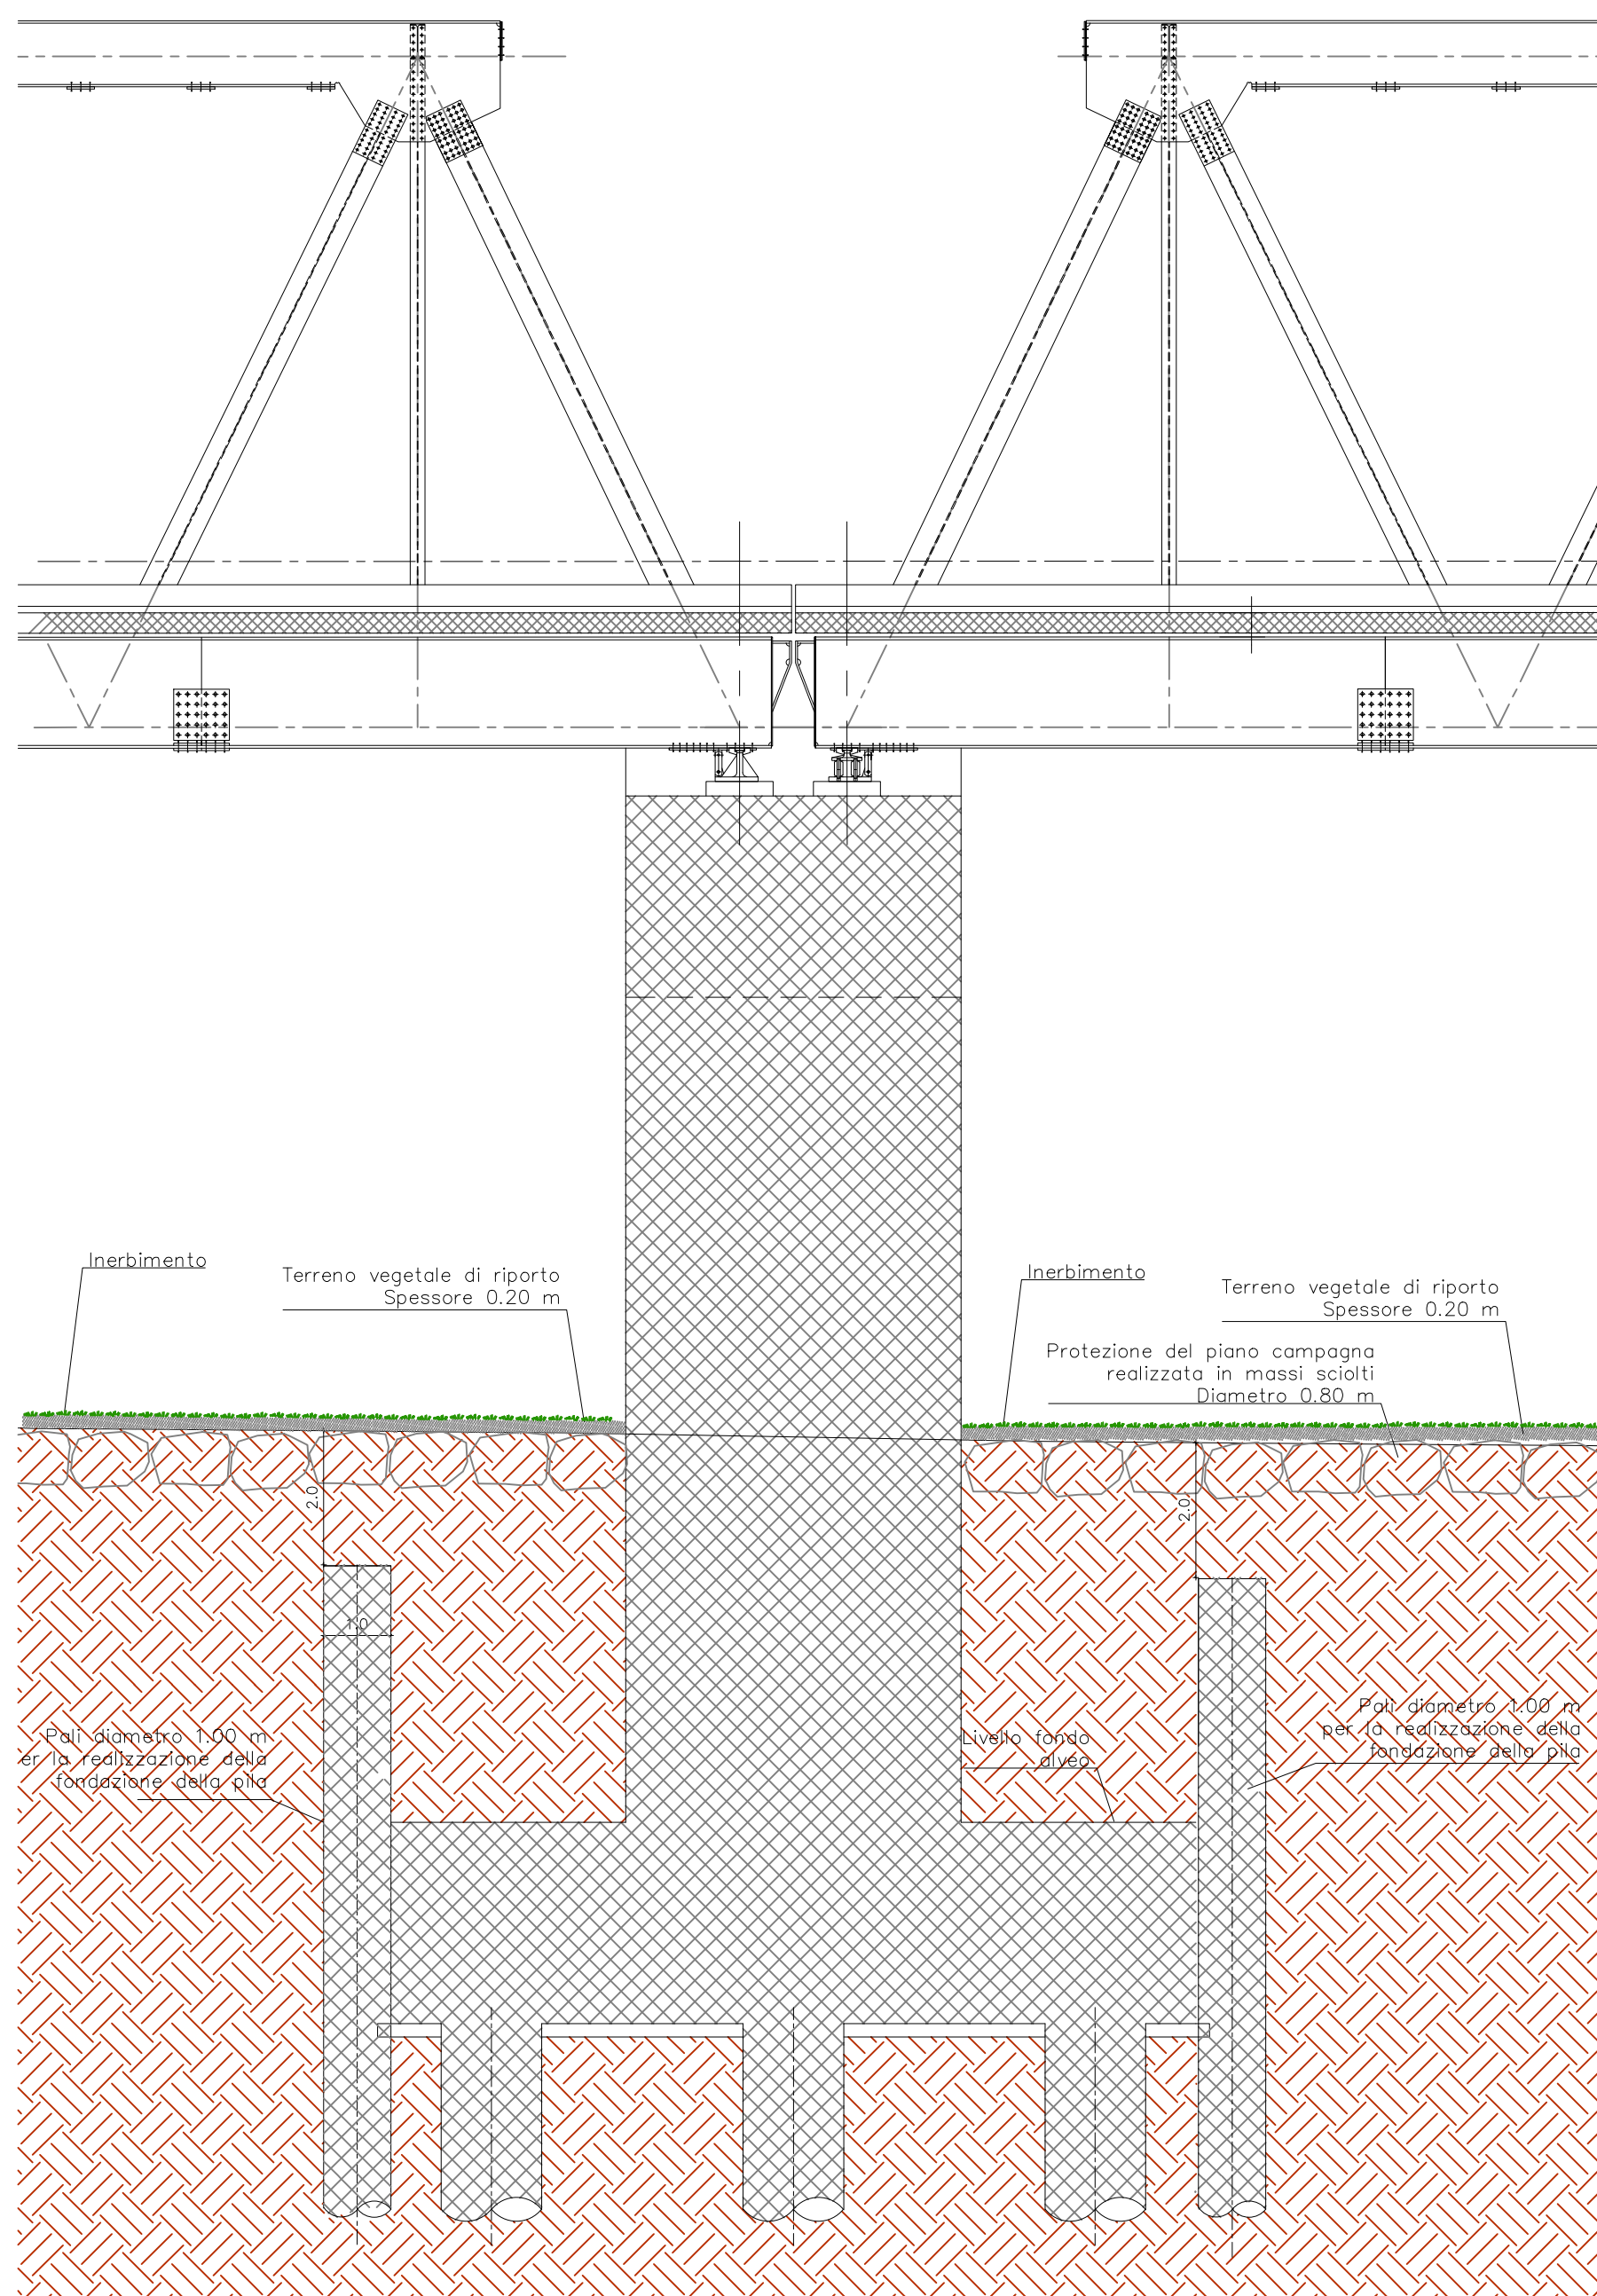 Inerbimento
Terreno vegetale di riporto
Spessore 0.20 m
Inerbimento
Terreno vegetale di riporto
Spessore 0.20 m
Protezione del piano campagna
realizzata in massi sciolti
Diametro 0.80 m
2.0
2.0
1.0
Pali diametro 1.00 m
er la realizzazione della
fondazione della pila
Livello fondo
alveo
Pali diametro 1.00 m
per la realizzazione della
fondazione della pila